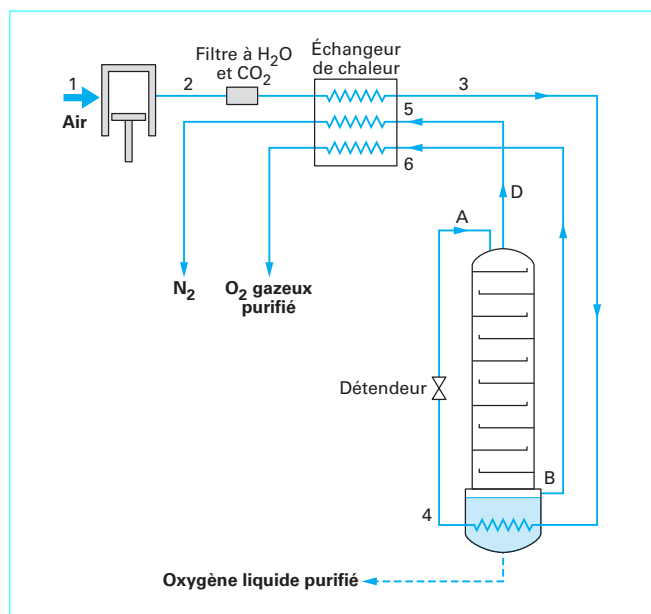 Filtre à H2O
et CO2
Échangeur
de chaleur
1
2
3
Air
5
6
D
A
N2
O2 gazeux
purifié
Détendeur
B
4
Oxygène liquide purifié